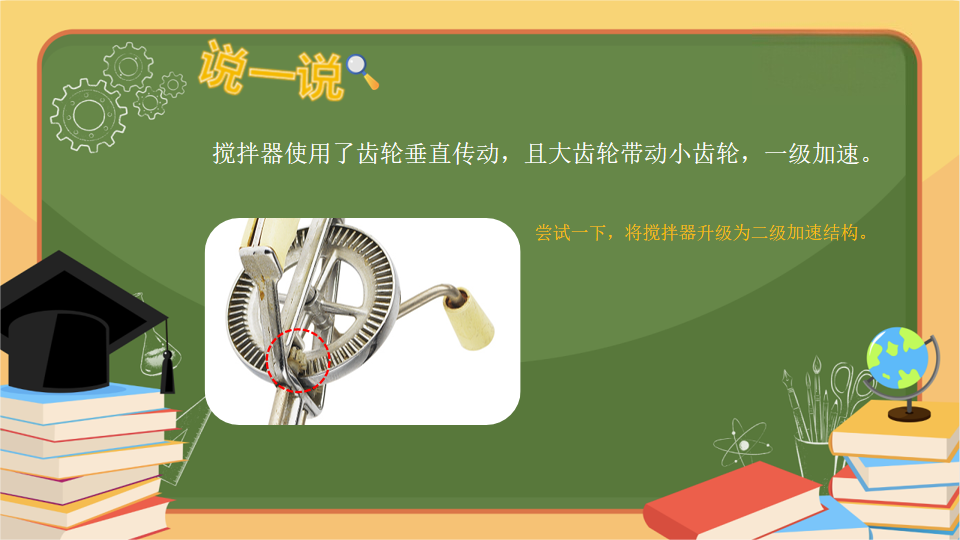 说一说
搅拌器使用了齿轮垂直传动，且大齿轮带动小齿轮，一级加速。
尝试一下，将搅拌器升级为二级加速结构。